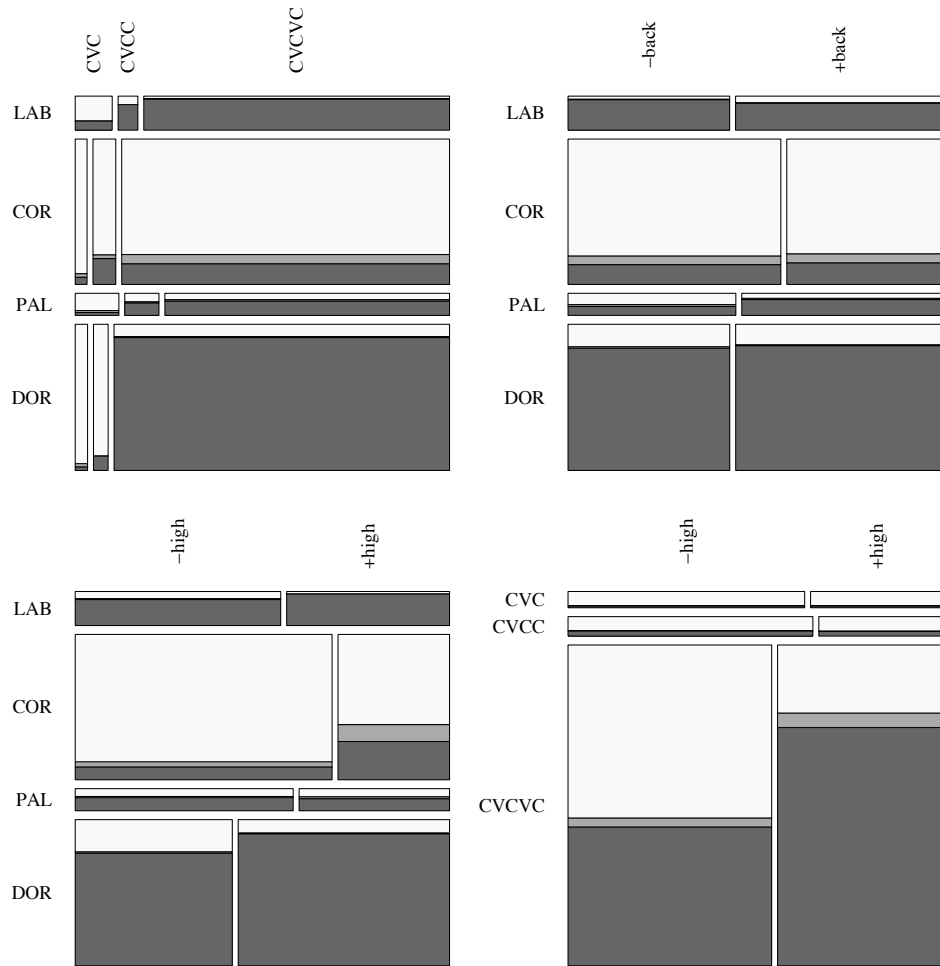 CVC
CVCC
CVCVC
LAB
COR
PAL
DOR
−back
+back
LAB
COR
PAL
DOR
−high
+high
LAB
COR
PAL
DOR
−high
+high
CVC
CVCC
CVCVC